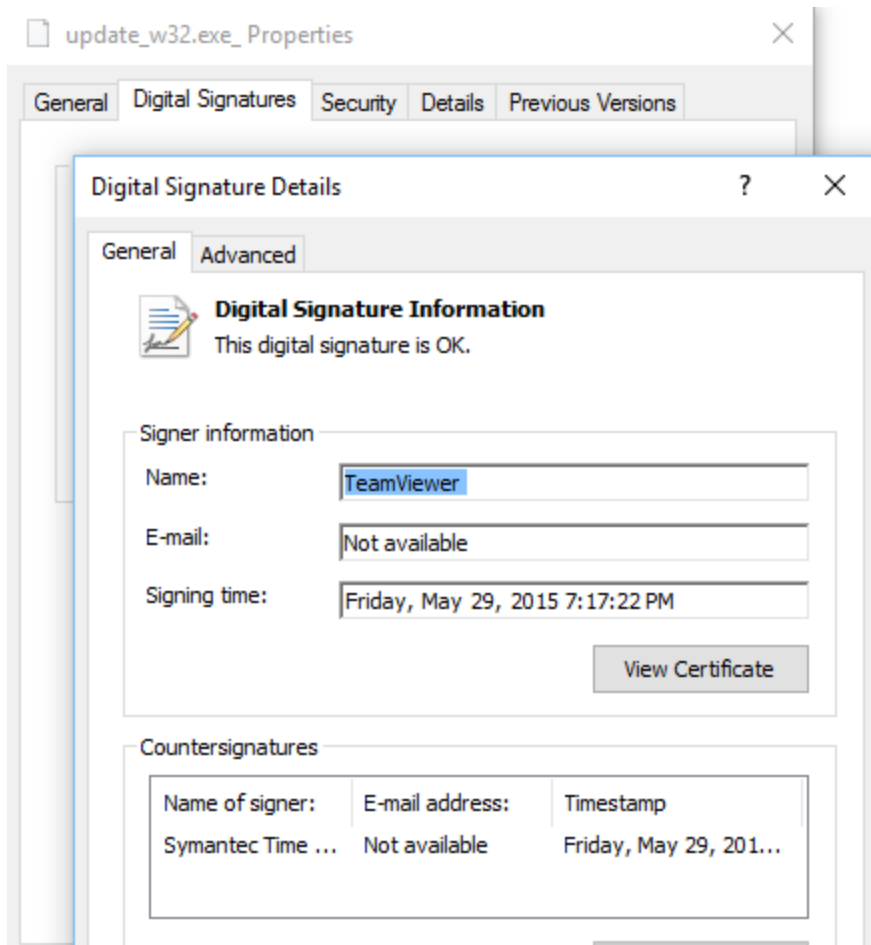 update_w32.exe_ Properties
General Digital Signatures Security Details Previous Versions
Digital Signature Details ?
General Advanced
Digital Signature Information
This digital signature is OK.
Signer information
Name: TeamViewer
E-mail: Not available
Signing time: Friday, May 29, 2015 7:17:22 PM
View Certificate
Countersignatures
Name of signer: E-mail address: Timestamp
Symantec Time ... Not available Friday, May 29, 201...